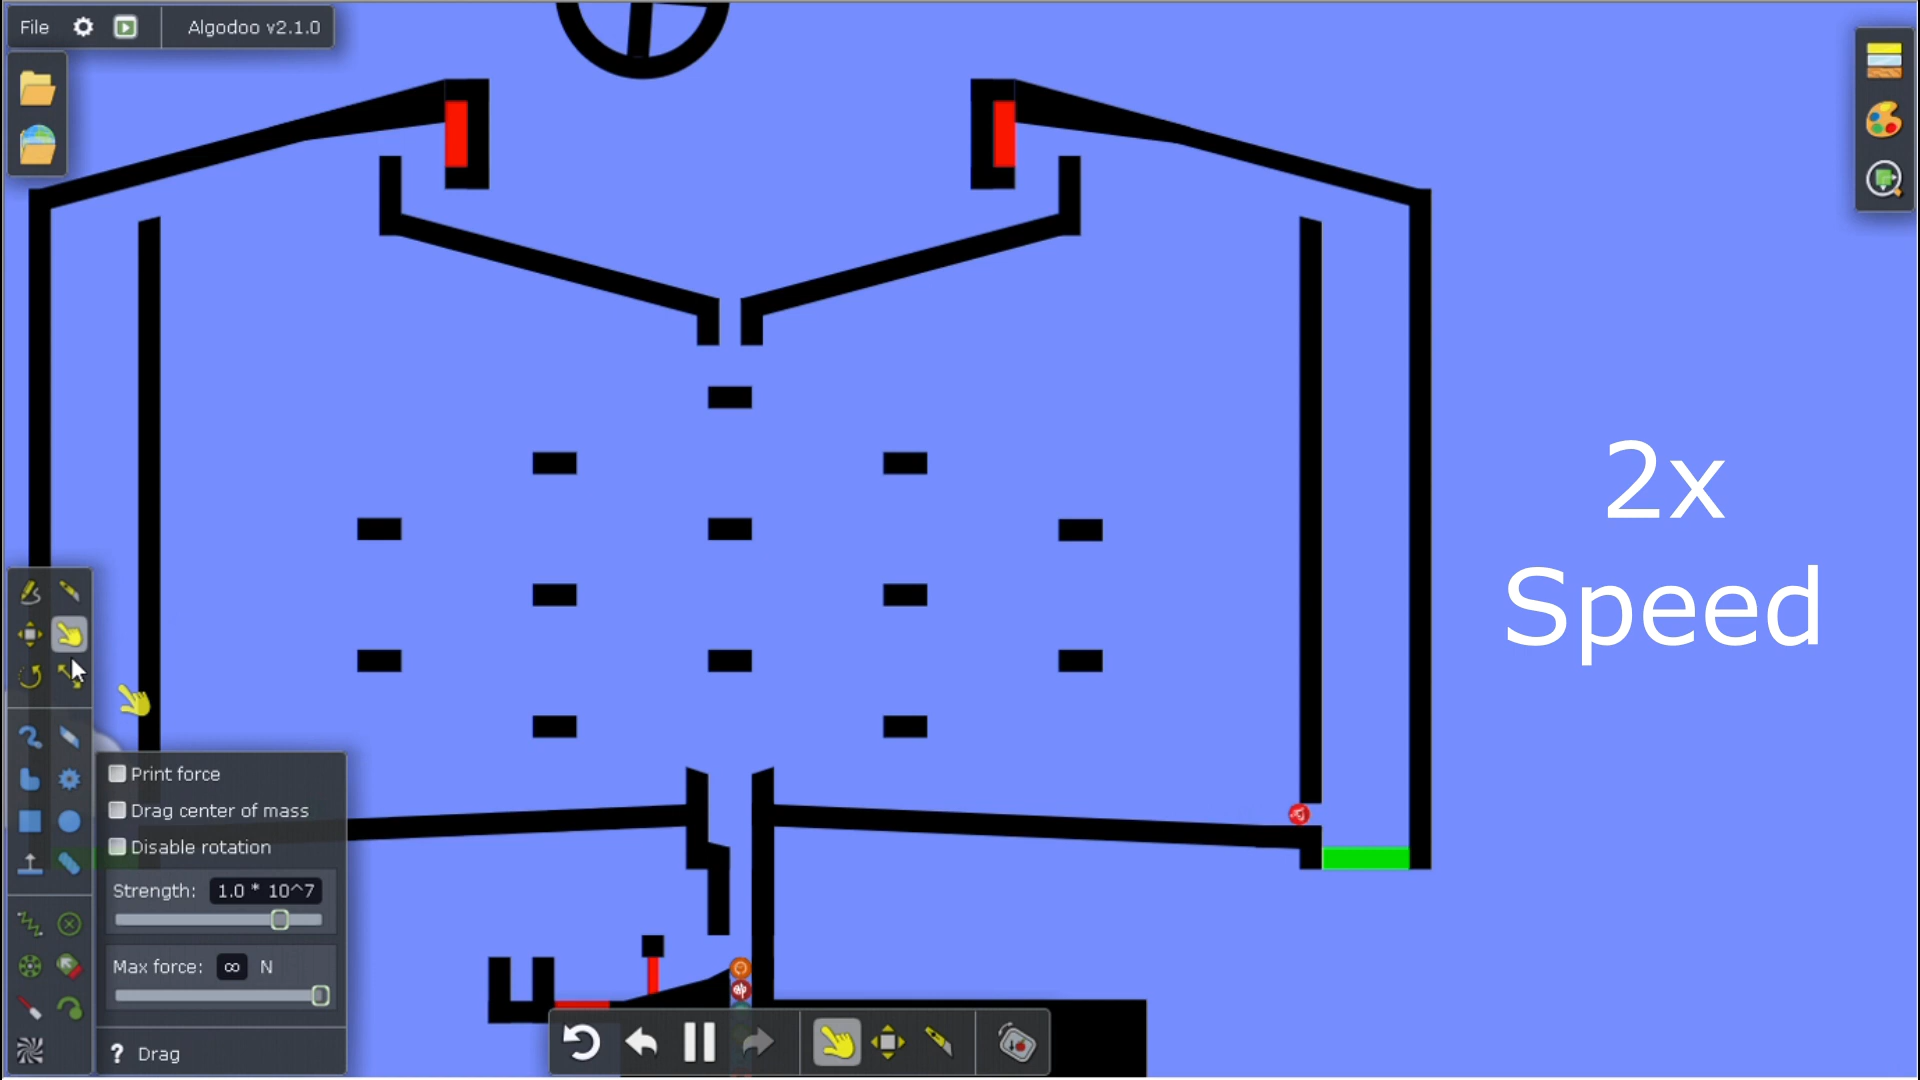 File
Algodoo v2.1.0
2x
Speed
Print force
Drag center of mass
Disable rotation
Strength: 1.0 * 10^7
Max force: ∞ N
? Drag